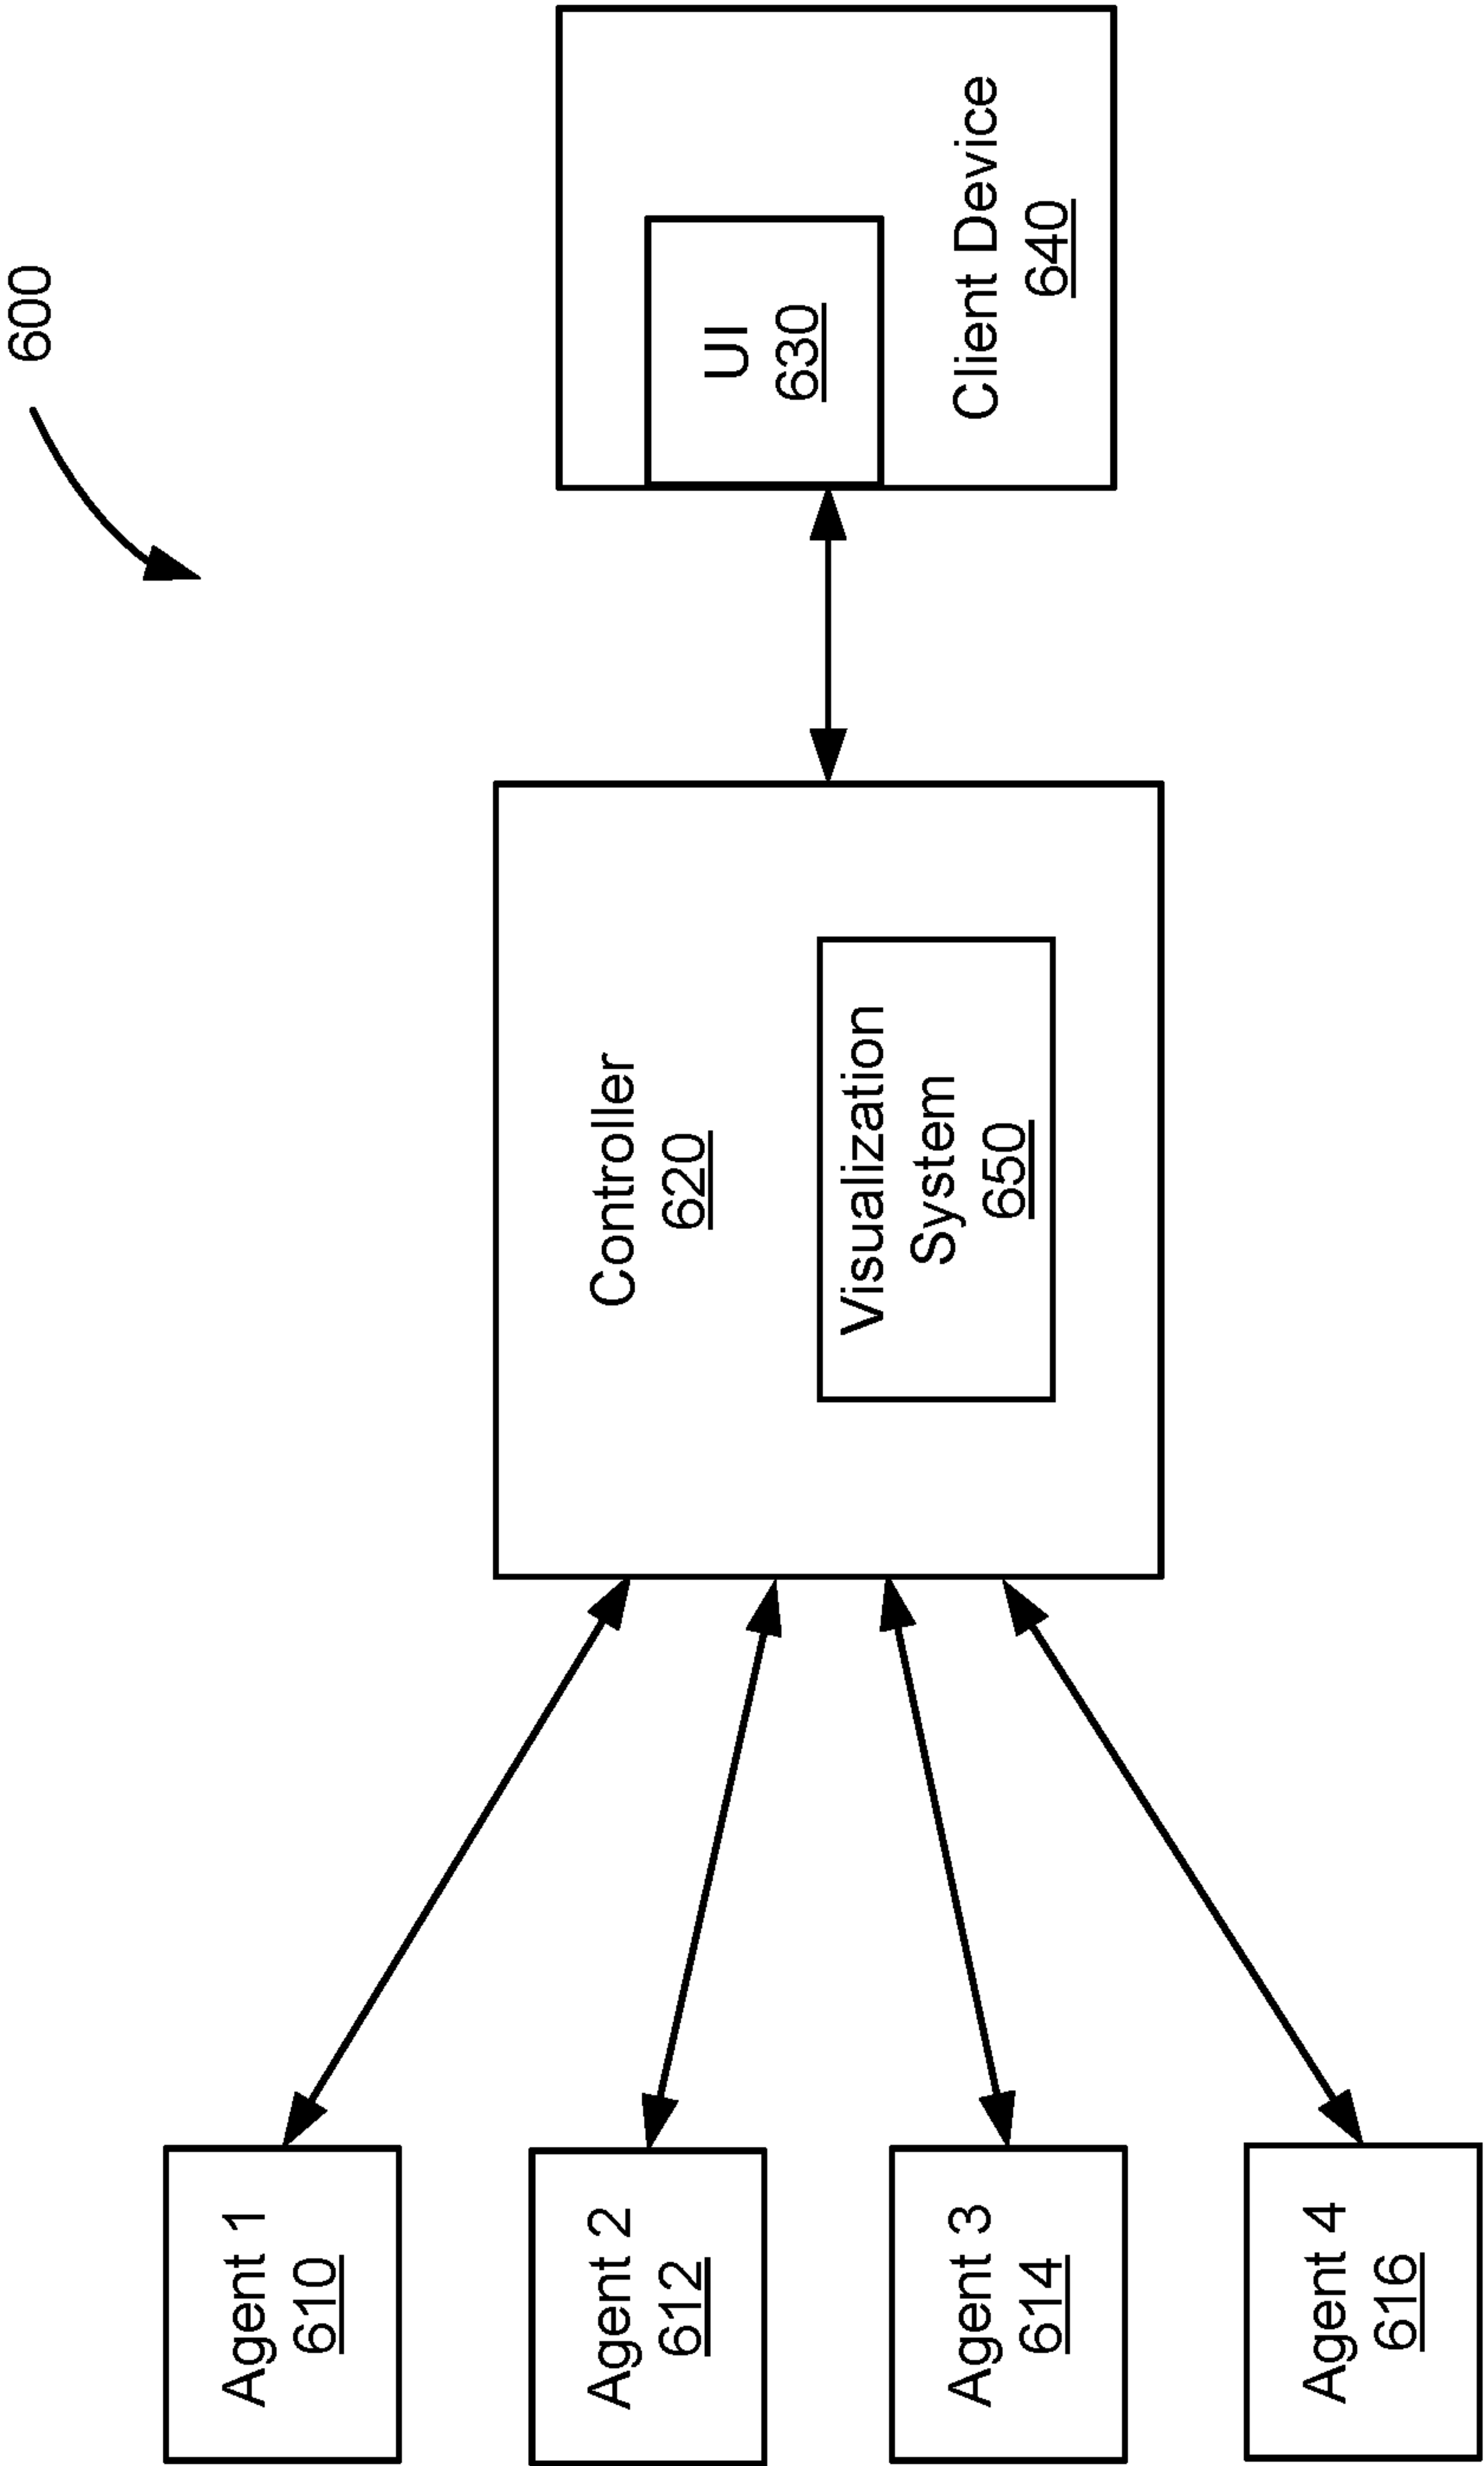 600
Agent 1
610
Agent 2
612
Agent 3
614
Agent 4
616
Controller
620
Visualization
System
650
UI
630
Client Device
640